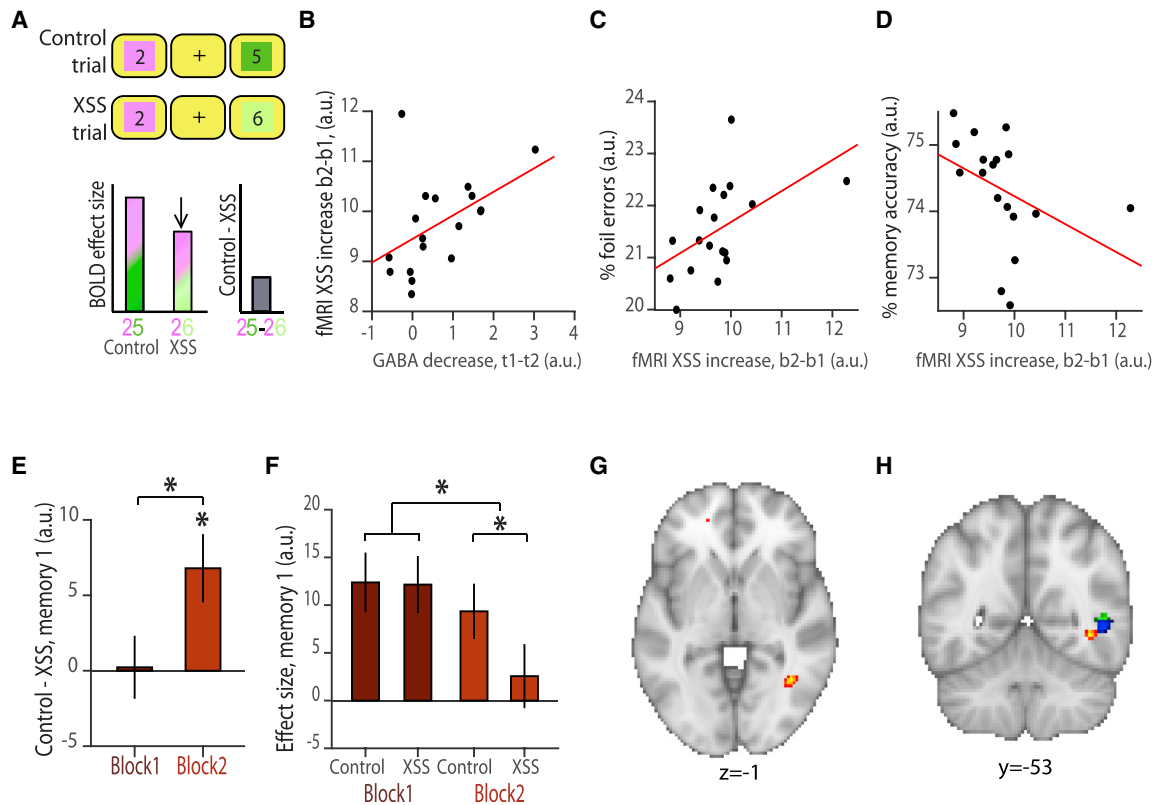 A
Control trial
2
+
5
XSS trial
2
+
6
BOLD effect size
25
Control
26
XSS
Control - XSS
25-26
B
fMRI XSS increase b2-b1, (a.u.)
12
11
10
9
8
-1
0
1
2
3
4
GABA decrease, t1-t2 (a.u.)
C
% foil errors (a.u.)
24
23
22
21
20
9
10
11
12
fMRI XSS increase, b2-b1 (a.u.)
D
% memory accuracy (a.u.)
75
74
73
9
10
11
12
fMRI XSS increase, b2-b1 (a.u.)
E
Control - XSS, memory 1 (a.u.)
10
5
0
-5
*
*
Block1
Block2
F
Effect size, memory 1 (a.u.)
20
15
10
5
0
-5
*
*
Control
XSS
Control
XSS
Block1
Block2
G
z=-1
H
y=-53